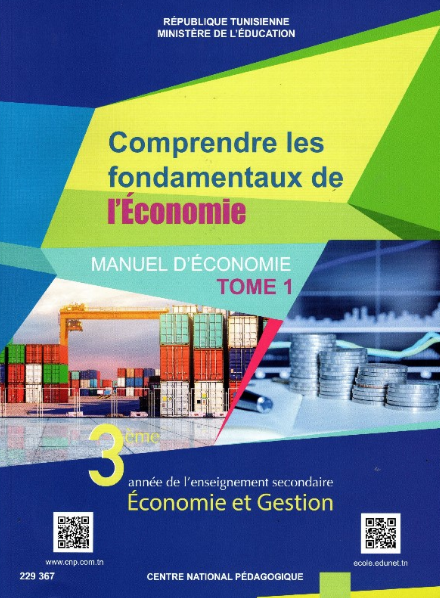 RÉPUBLIQUE TUNISIENNE
MINISTÈRE DE L'ÉDUCATION
Comprendre les
fondamentaux de
l'Économie
MANUEL D'ÉCONOMIE
TOME 1
3ème
année de l'enseignement secondaire
Économie et Gestion
www.cnp.com.tn
ecole.edunet.tn
229 367
CENTRE NATIONAL PÉDAGOGIQUE